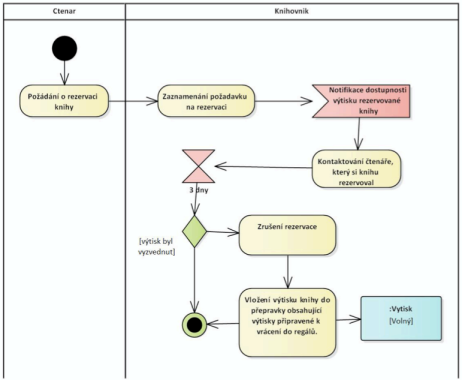 Ctenar
Knihovník
Požádání o rezervaci
knihy
Zaznamenání požadavku
na rezervaci
Notifikace dostupnosti
výtisku rezervované
knihy
Kontaktování čtenáře,
který si knihu
rezervoval
3 dny
[výtisk byl
vyzvednut]
Zrušení rezervace
Vložení výtisku knihy do
přepravky obsahující
výtisky připravené k
vrácení do regálů.
:Vytisk
[Volný]